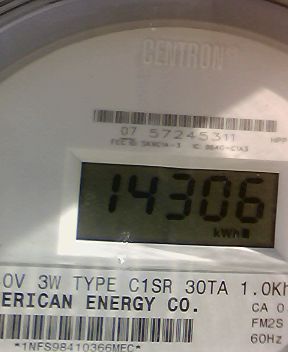 CENTRON
07 57245311
14306
kWh
0V 3W TYPE C1SR 30TA 1.0Kh
ERICAN ENERGY CO.
CA 0
FM2S
60Hz
*1NFS98410366MEC*